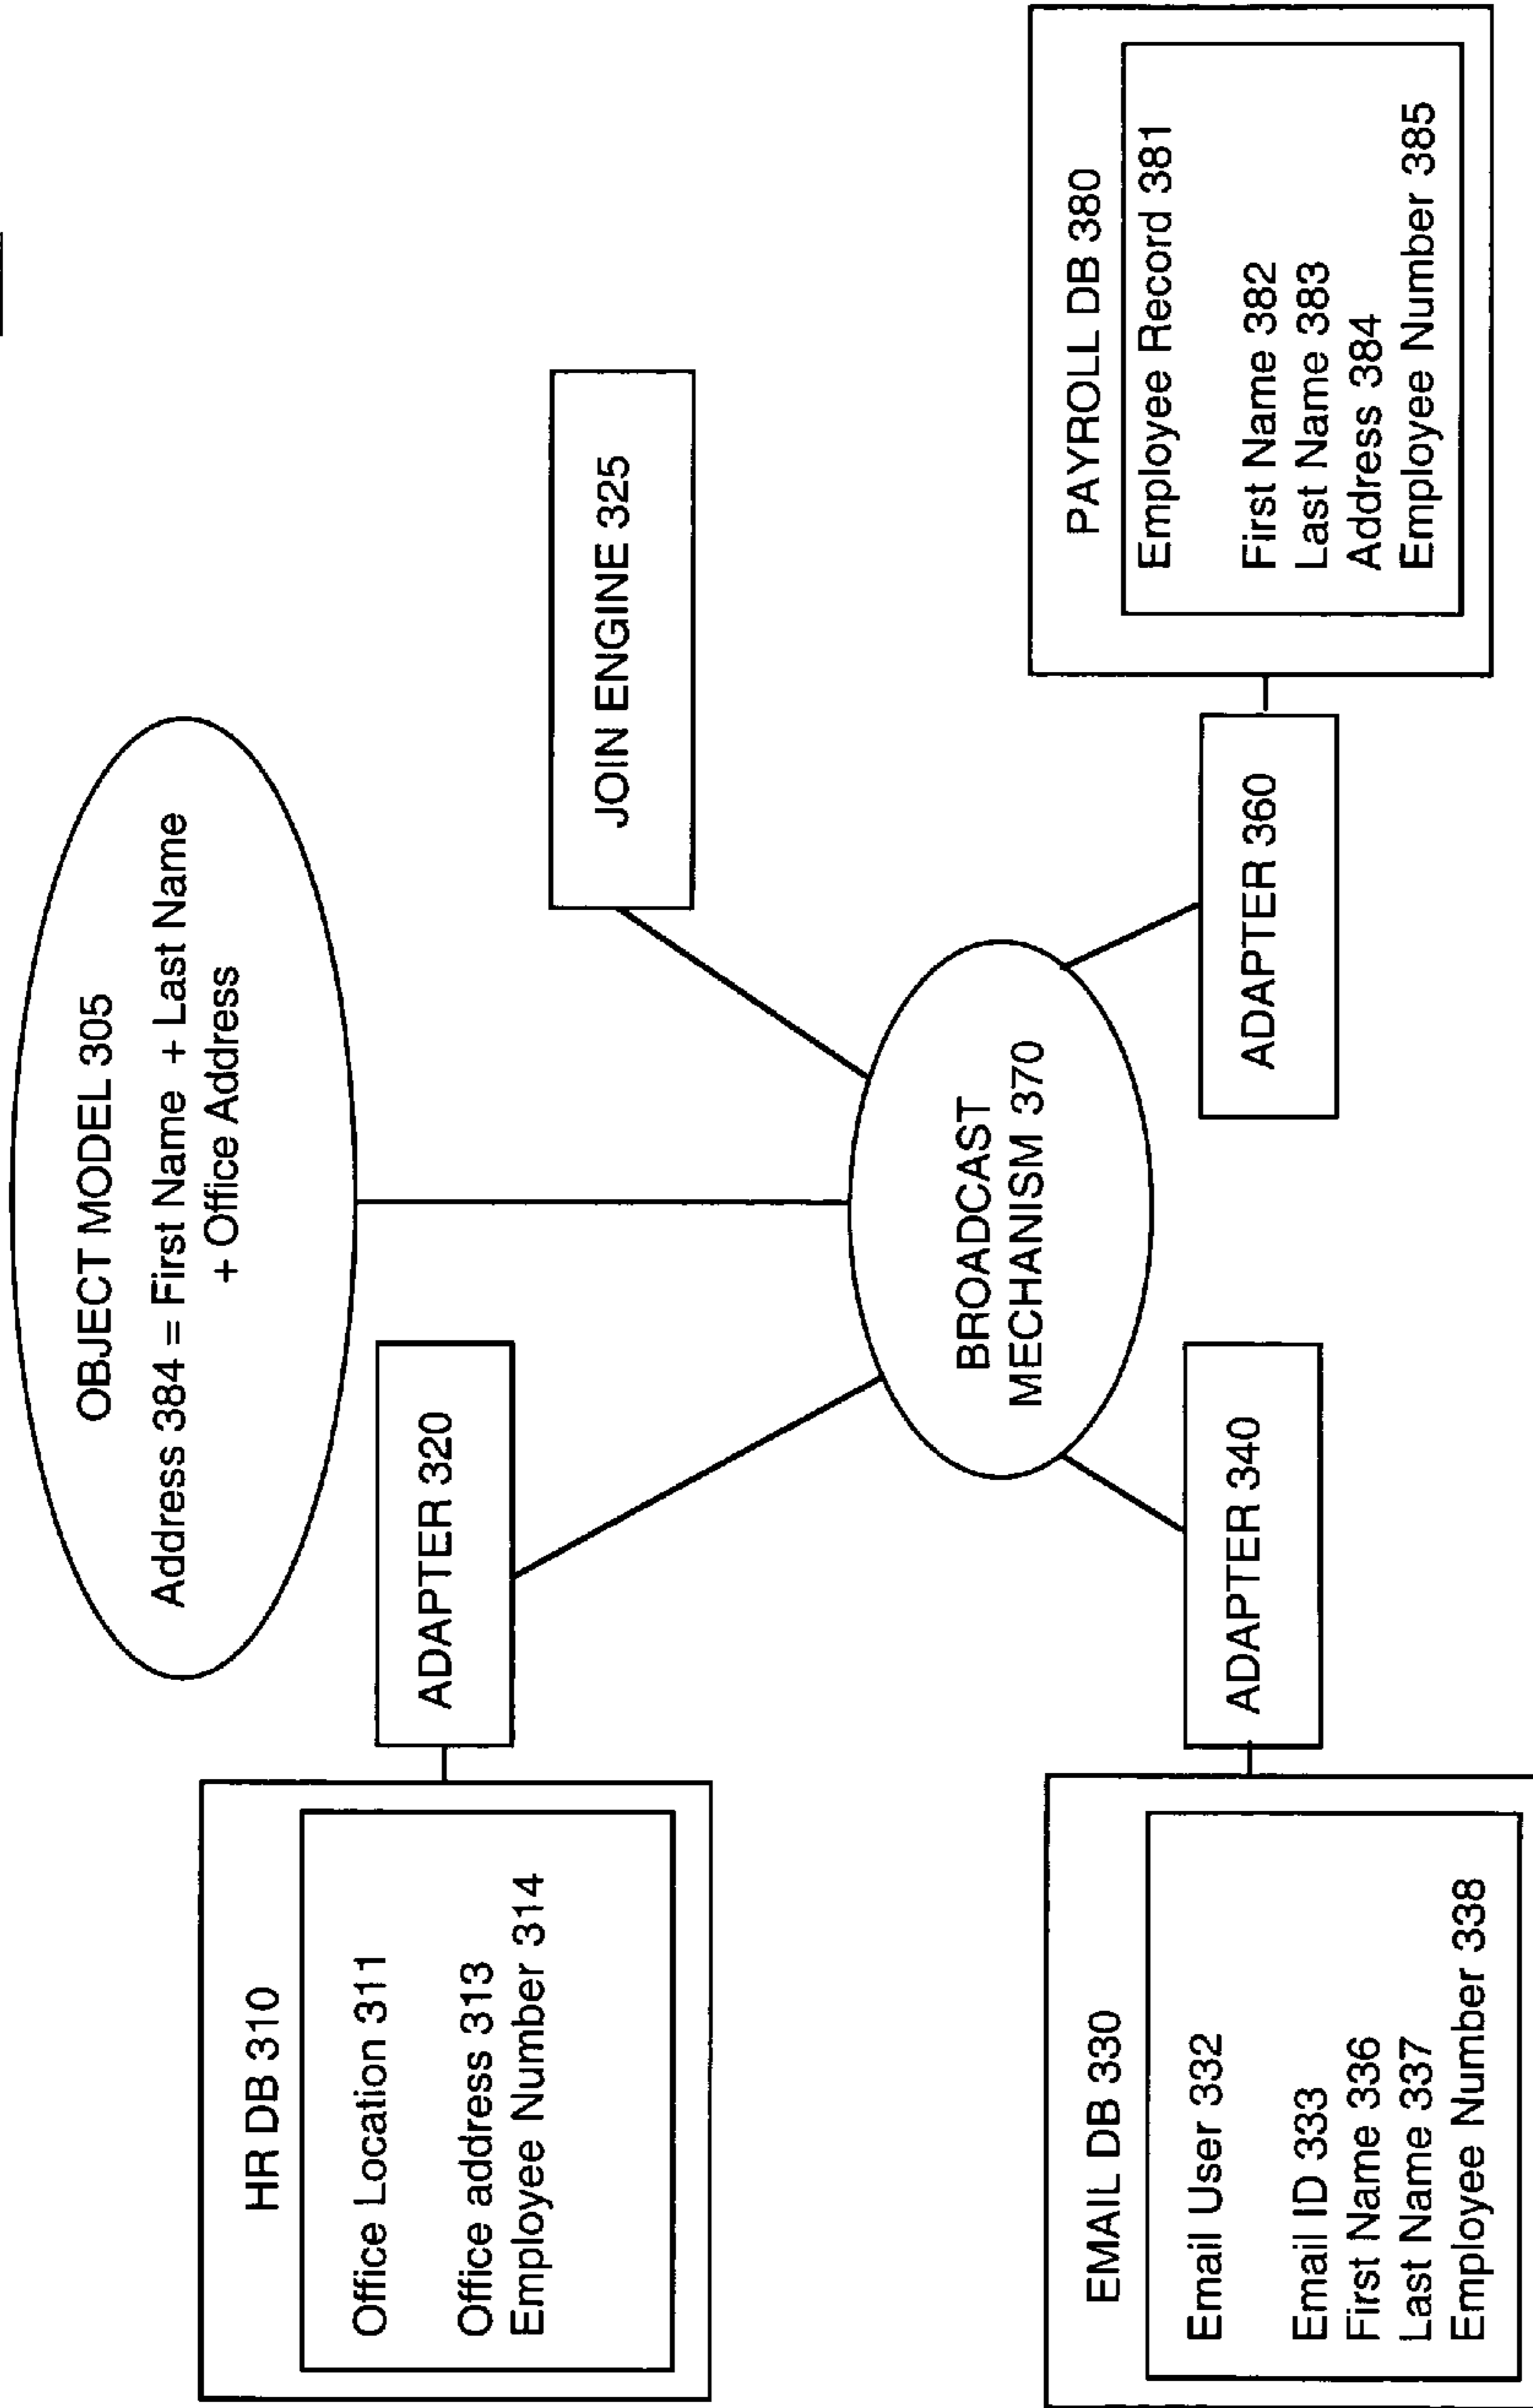 OBJECT MODEL 305
Address 384 = First Name + Last Name
+ Office Address
HR DB 310
Office Location 311
Office address 313
Employee Number 314
ADAPTER 320
JOIN ENGINE 325
BROADCAST
MECHANISM 370
EMAIL DB 330
Email User 332
Email ID 333
First Name 336
Last Name 337
Employee Number 338
ADAPTER 340
ADAPTER 360
PAYROLL DB 380
Employee Record 381
First Name 382
Last Name 383
Address 384
Employee Number 385